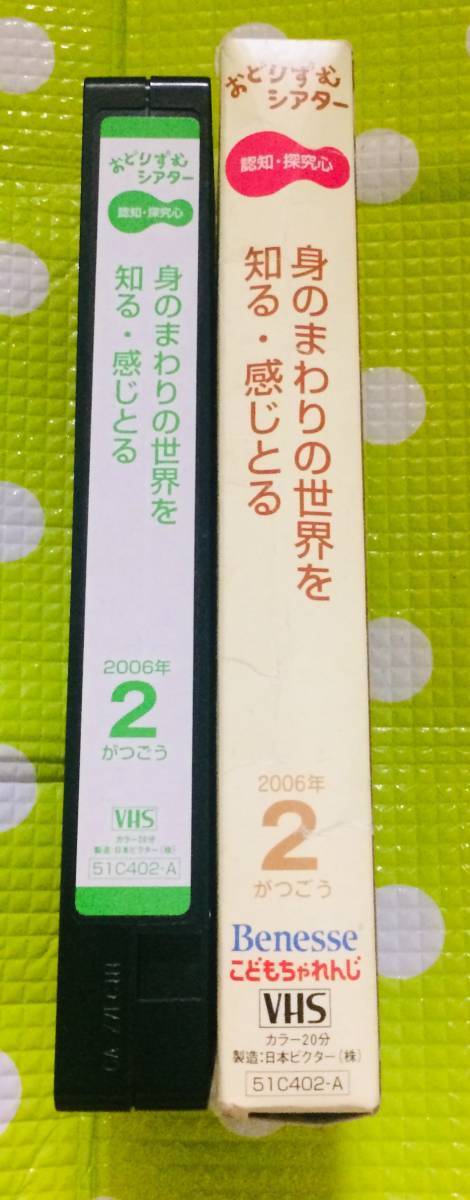 おどりずむ
シアター
認知・探究心
身のまわりの世界を
知る・感じとる
2006年
2
がつごう
VHS
カラー20分
製造:日本ビクター(株)
51C402-A
おどりずむ
シアター
認知・探究心
身のまわりの世界を
知る・感じとる
2006年
2
がつごう
Benesse
こどもちゃれんじ
VHS
カラー20分
製造:日本ビクター(株)
51C402-A